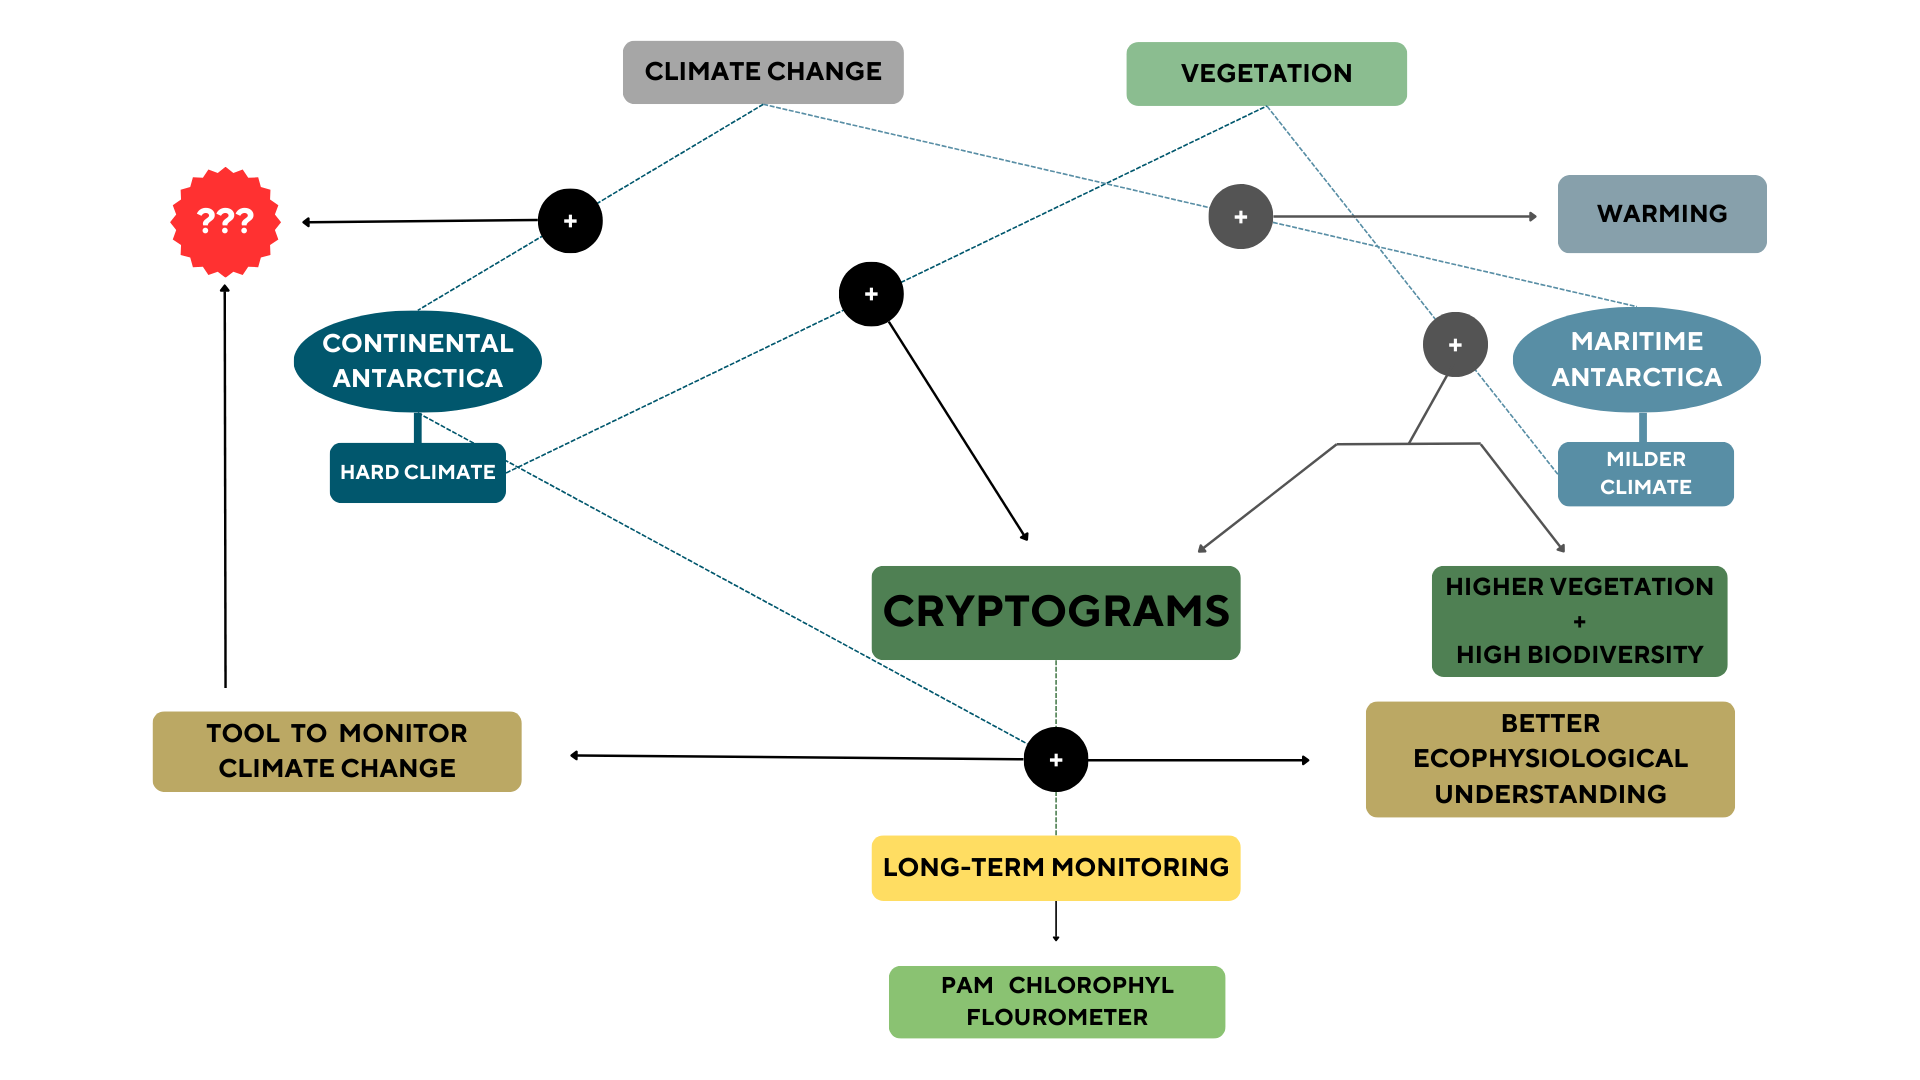 CLIMATE CHANGE
VEGETATION
???
+
+
WARMING
+
+
CONTINENTAL
ANTARCTICA
MARITIME
ANTARCTICA
HARD CLIMATE
MILDER
CLIMATE
CRYPTOGRAMS
HIGHER VEGETATION
+
HIGH BIODIVERSITY
TOOL TO MONITOR
CLIMATE CHANGE
+
BETTER
ECOPHYSIOLOGICAL
UNDERSTANDING
LONG-TERM MONITORING
PAM CHLOROPHYL
FLOUROMETER